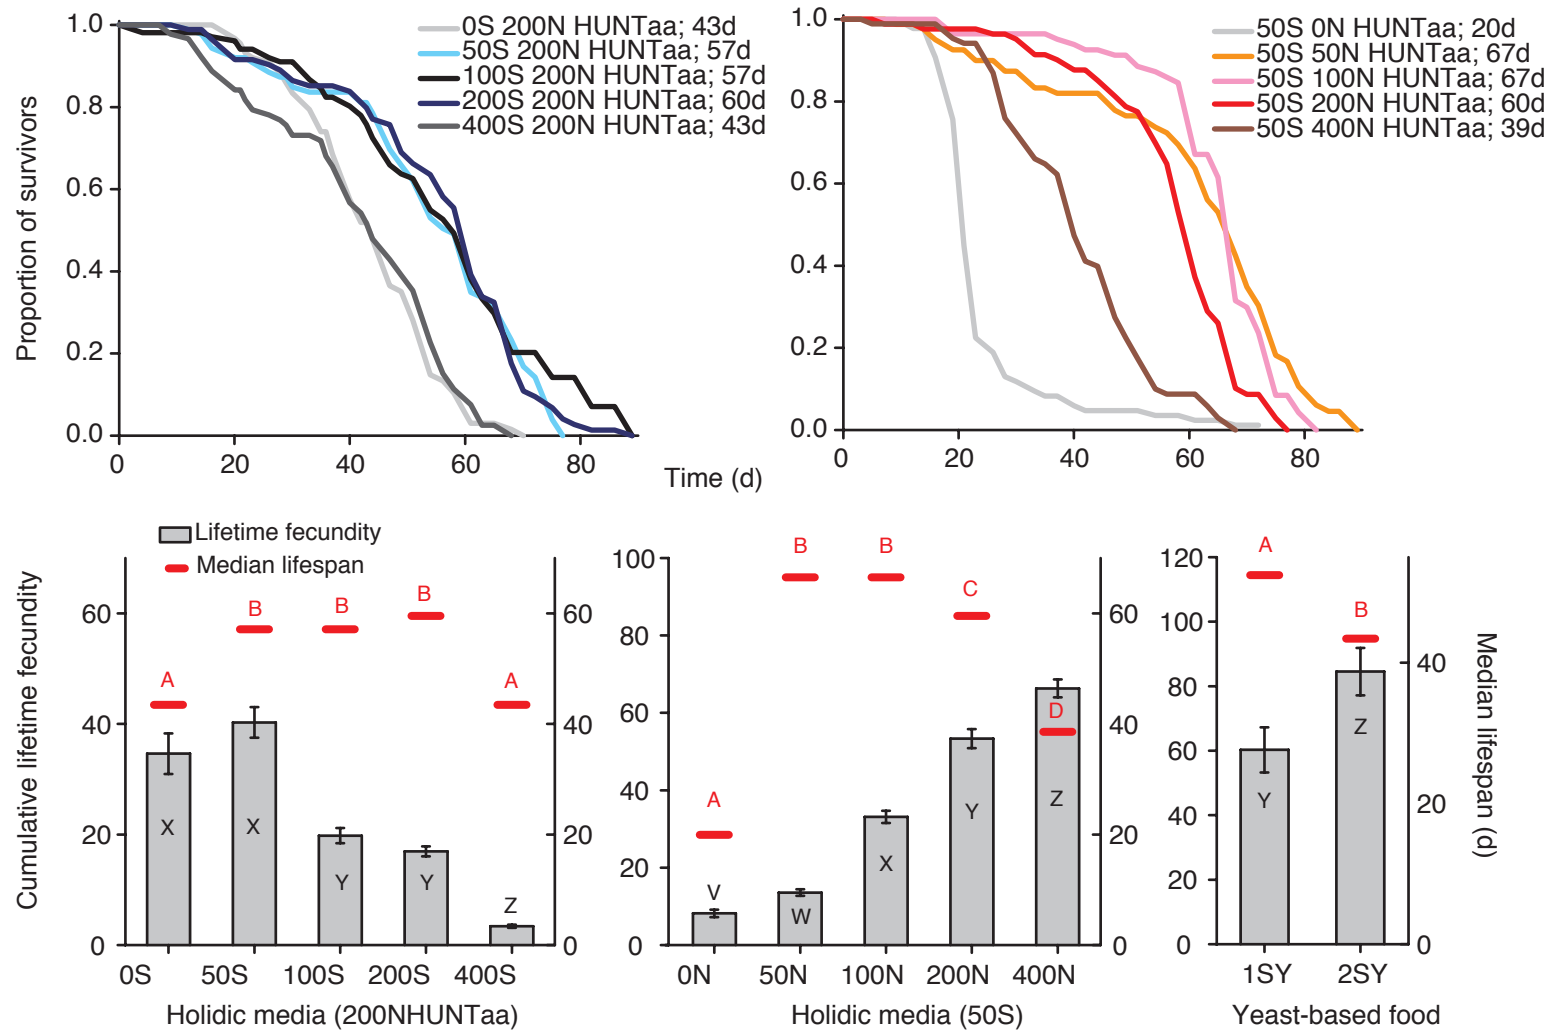 0S 200N HUNTaa; 43d
50S 200N HUNTaa; 57d
100S 200N HUNTaa; 57d
200S 200N HUNTaa; 60d
400S 200N HUNTaa; 43d
Proportion of survivors
1.0
0.8
0.6
0.4
0.2
0.0
0 20 40 60 80
50S 0N HUNTaa; 20d
50S 50N HUNTaa; 67d
50S 100N HUNTaa; 67d
50S 200N HUNTaa; 60d
50S 400N HUNTaa; 39d
1.0
0.8
0.6
0.4
0.2
0.0
0 20 40 60 80
Time (d)
Lifetime fecundity
Median lifespan
Cumulative lifetime fecundity
60
40
20
0
A B B B A
X X Y Y Z
60
40
20
0
0S 50S 100S 200S 400S
Holidic media (200NHUNTaa)
100
80
60
40
20
0
A B B C D
V W X Y Z
60
40
20
0
0N 50N 100N 200N 400N
Holidic media (50S)
120
100
80
60
40
20
0
A B
Y Z
40
20
0
Median lifespan (d)
1SY 2SY
Yeast-based food